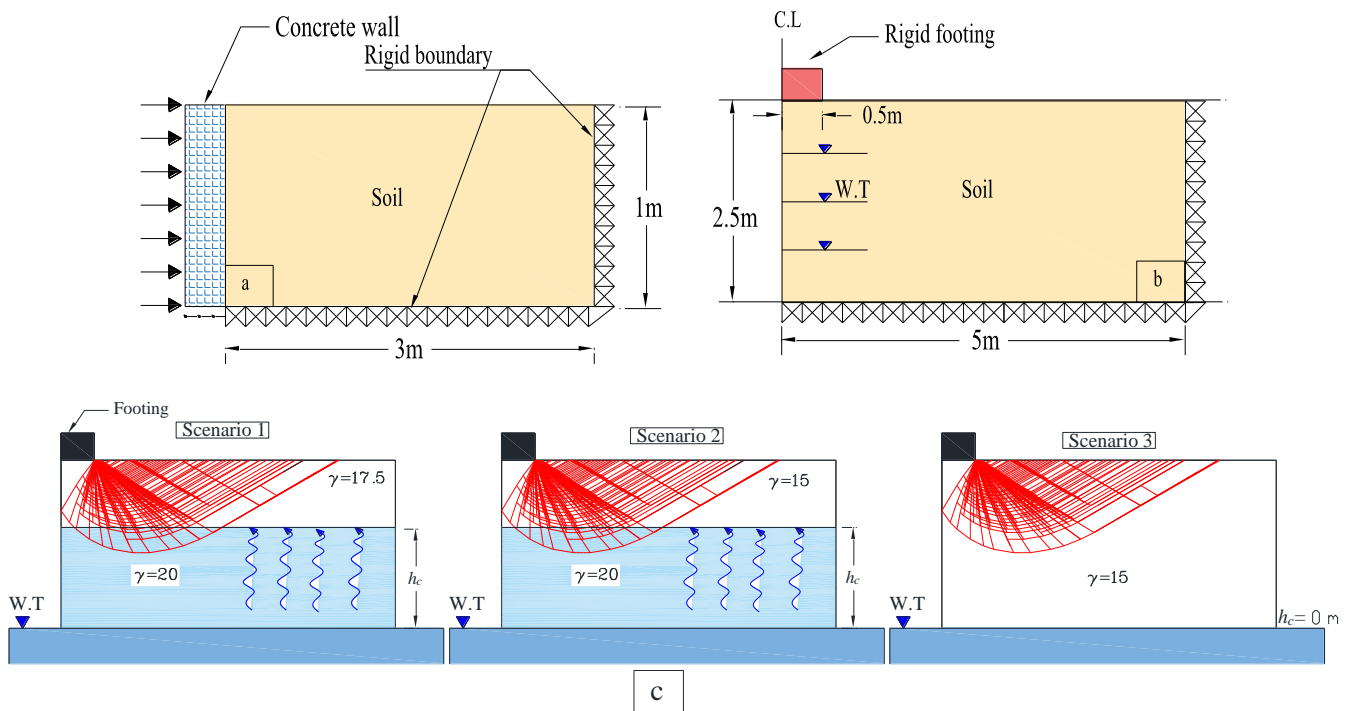 Concrete wall
Rigid boundary
Soil
1m
a
3m
C.L
Rigid footing
0.5m
W.T
Soil
2.5m
b
5m
Footing
Scenario 1
γ=17.5
γ=20
hc
W.T
Scenario 2
γ=15
γ=20
hc
W.T
Scenario 3
γ=15
W.T
hc= 0 m
c